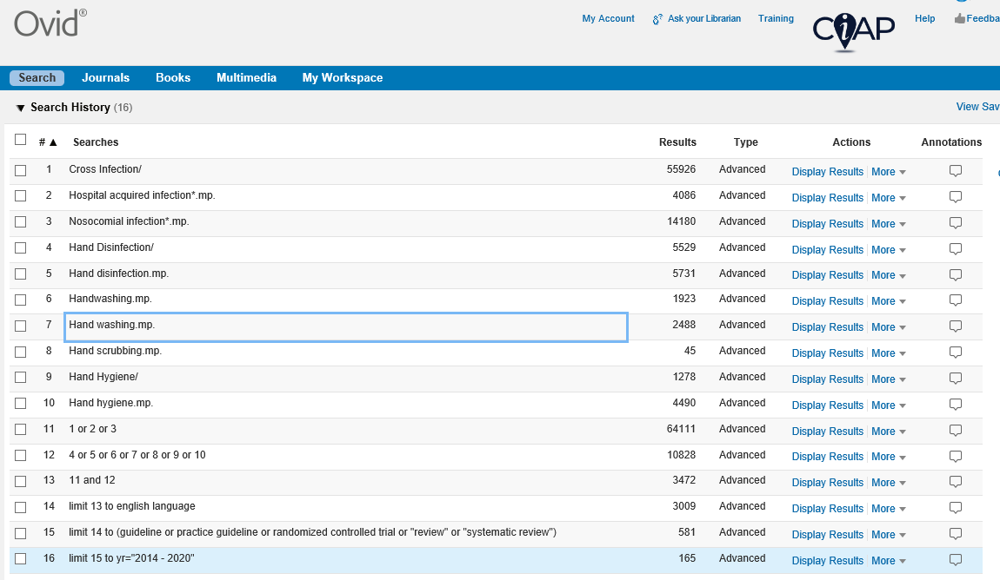 Ovid®
My Account Ask your Librarian Training CiAP Help Feedba
Search Journals Books Multimedia My Workspace
▼ Search History (16) View Sav
# ▲ Searches Results Type Actions Annotations
1 Cross Infection/ 55926 Advanced Display Results More
2 Hospital acquired infection*.mp. 4086 Advanced Display Results More
3 Nosocomial infection*.mp. 14180 Advanced Display Results More
4 Hand Disinfection/ 5529 Advanced Display Results More
5 Hand disinfection.mp. 5731 Advanced Display Results More
6 Handwashing.mp. 1923 Advanced Display Results More
7 Hand washing.mp. 2488 Advanced Display Results More
8 Hand scrubbing.mp. 45 Advanced Display Results More
9 Hand Hygiene/ 1278 Advanced Display Results More
10 Hand hygiene.mp. 4490 Advanced Display Results More
11 1 or 2 or 3 64111 Advanced Display Results More
12 4 or 5 or 6 or 7 or 8 or 9 or 10 10828 Advanced Display Results More
13 11 and 12 3472 Advanced Display Results More
14 limit 13 to english language 3009 Advanced Display Results More
15 limit 14 to (guideline or practice guideline or randomized controlled trial or "review" or "systematic review") 581 Advanced Display Results More
16 limit 15 to yr="2014 - 2020" 165 Advanced Display Results More